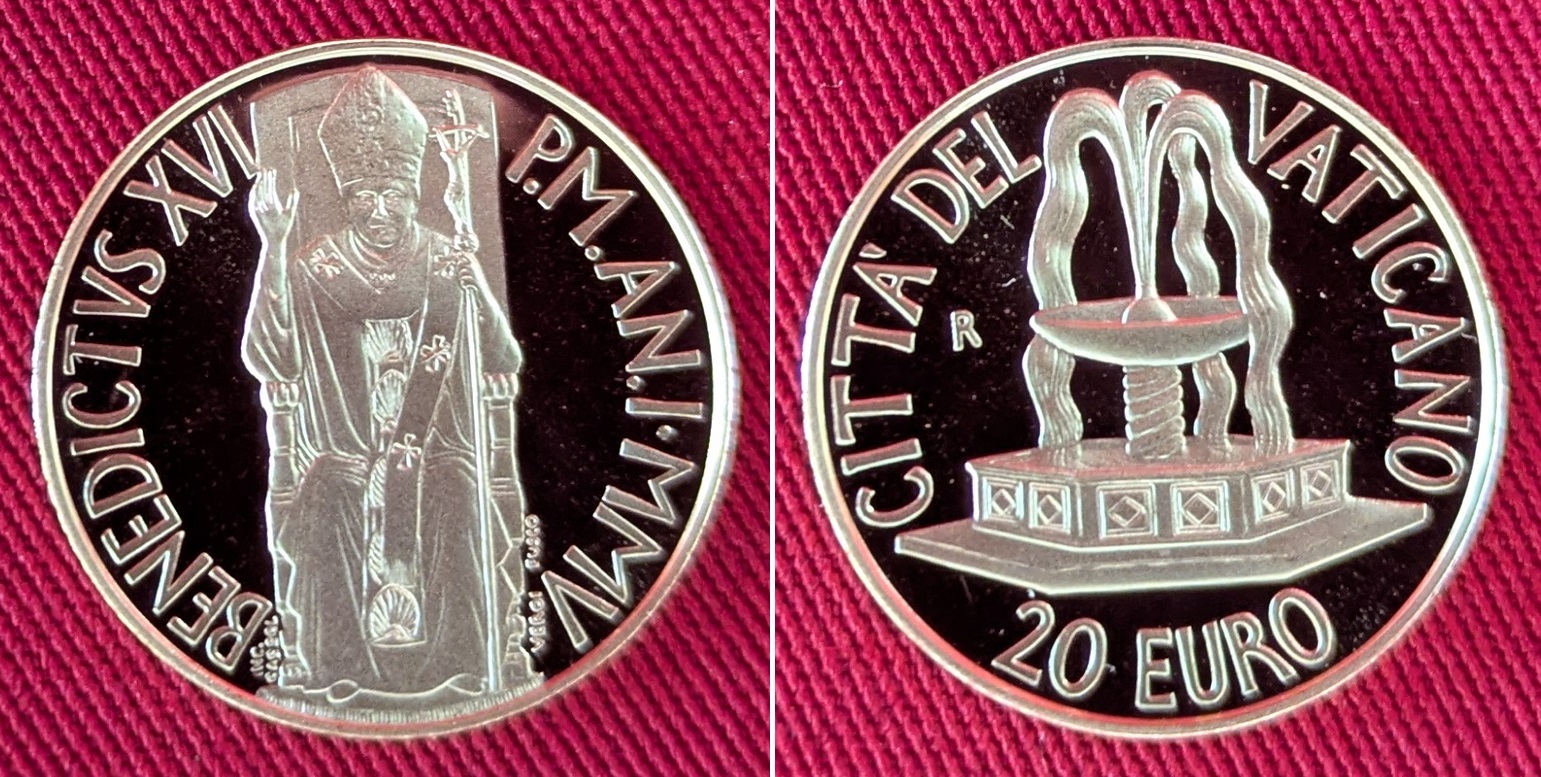 BENEDICTVS XVI P.M.AN.I·MMV
CITTA' DEL VATICANO
R
20 EURO